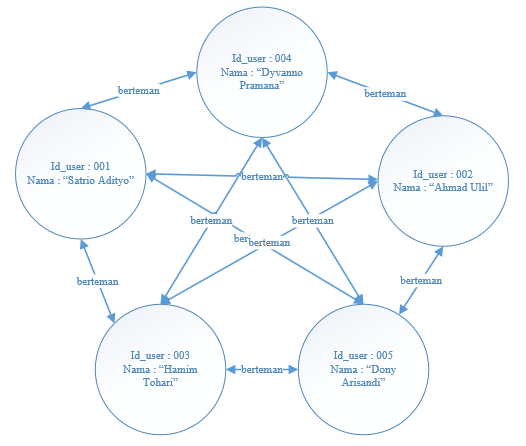 Id_user : 004
Nama : “Dyvanno
Pramana”
berteman
berteman
Id_user : 001
Nama : “Satrio Adityo”
berteman
Id_user : 002
Nama : “Ahmad Ulil”
berteman
berteman
berteman
berteman
berteman
Id_user : 003
Nama : “Hamim
Tohari”
berteman
Id_user : 005
Nama : “Dony
Arisandi”